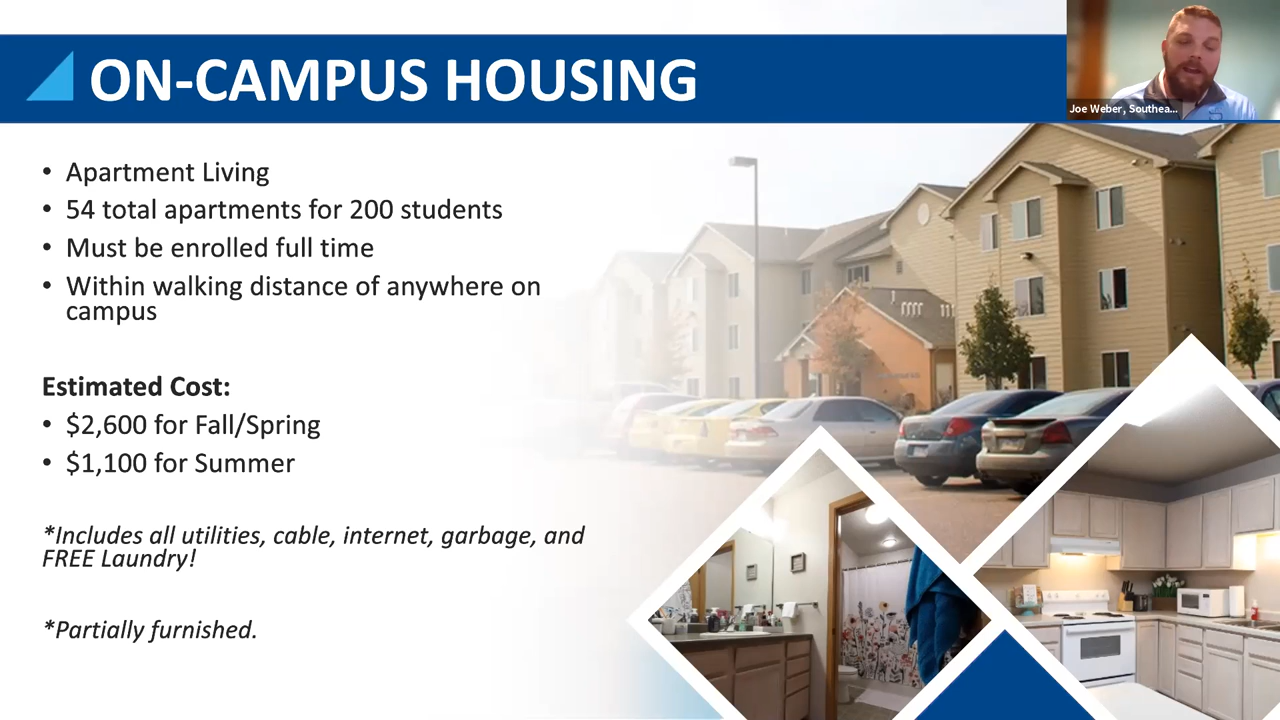 ON-CAMPUS HOUSING
Joe Weber, Southea...
• Apartment Living
• 54 total apartments for 200 students
• Must be enrolled full time
• Within walking distance of anywhere on
campus
Estimated Cost:
• $2,600 for Fall/Spring
• $1,100 for Summer
*Includes all utilities, cable, internet, garbage, and
FREE Laundry!
*Partially furnished.